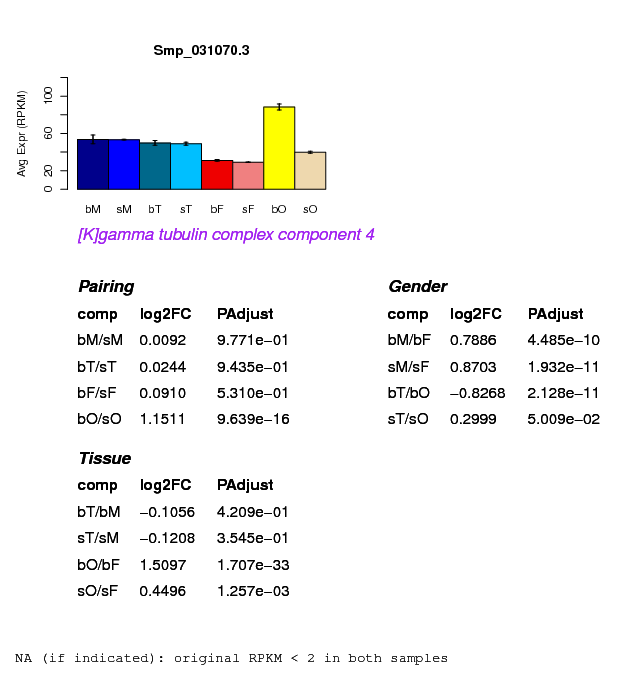 Smp_031070.3
Avg Expr (RPKM)
0 20 60 100
bM sM bT sT bF sF bO sO
[K]gamma tubulin complex component 4
Pairing Gender
comp log2FC PAdjust comp log2FC PAdjust
bM/sM 0.0092 9.771e−01 bM/bF 0.7886 4.485e−10
bT/sT 0.0244 9.435e−01 sM/sF 0.8703 1.932e−11
bF/sF 0.0910 5.310e−01 bT/bO −0.8268 2.128e−11
bO/sO 1.1511 9.639e−16 sT/sO 0.2999 5.009e−02
Tissue
comp log2FC PAdjust
bT/bM −0.1056 4.209e−01
sT/sM −0.1208 3.545e−01
bO/bF 1.5097 1.707e−33
sO/sF 0.4496 1.257e−03
NA (if indicated): original RPKM < 2 in both samples